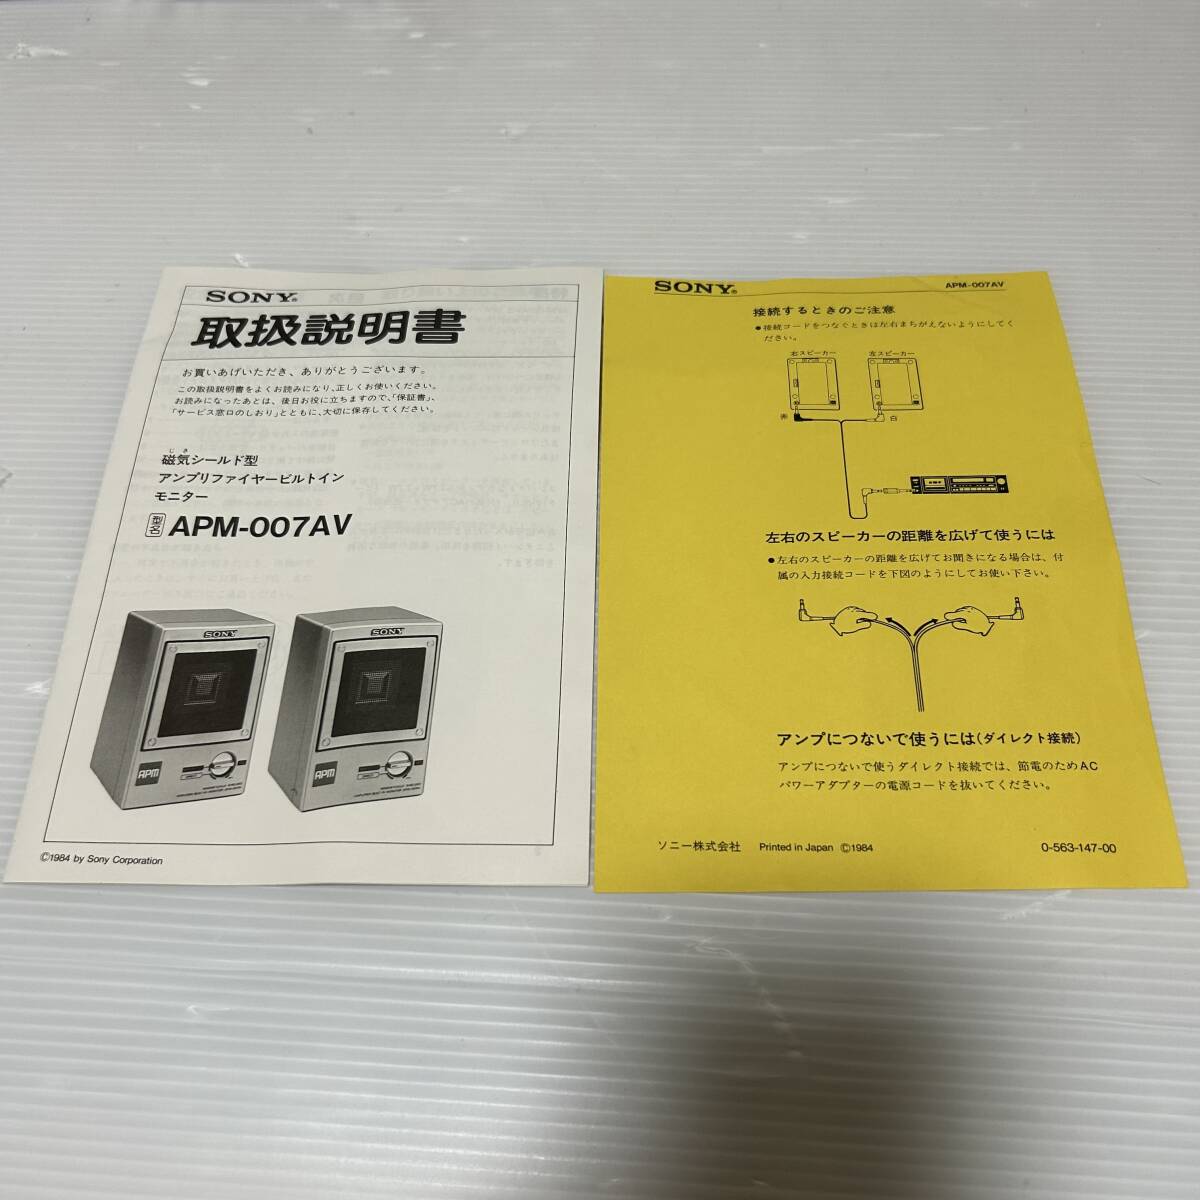 SONY®
取扱説明書
お買いあげいただき、ありがとうございます。
この取扱説明書をよくお読みになり、正しくお使いください。
お読みになったあとは、後日お役に立ちますので、「保証書」、
「サービス窓口のしおり」とともに、大切に保存してください。
じき
磁気シールド型
アンプリファイヤービルトイン
モニター
型名 APM-007AV
SONY
SONY
APM
APM
©1984 by Sony Corporation
SONY®
APM-007AV
接続するときのご注意
●接続コードをつなぐときは左右まちがえないようにしてく
ださい。
右スピーカー
左スピーカー
赤
白
左右のスピーカーの距離を広げて使うには
●左右のスピーカーの距離を広げてお聞きになる場合は、付
属の入力接続コードを下図のようにしてお使い下さい。
アンプにつないで使うには(ダイレクト接続)
アンプにつないで使うダイレクト接続では、節電のためAC
パワーアダプターの電源コードを抜いてください。
ソニー株式会社 Printed in Japan ©1984
0-563-147-00